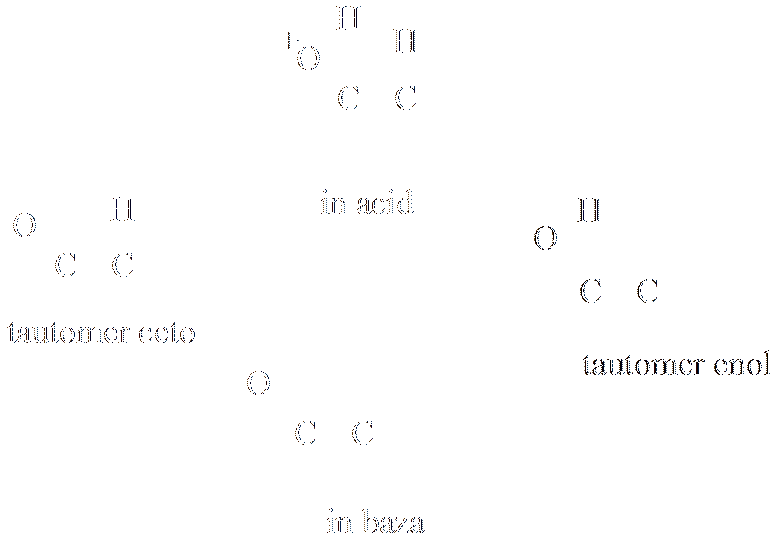 H
+ H
O
C C
in acid
H H
O O
C C C C
tautomer ceto
tautomer enol
O
C C
in baza